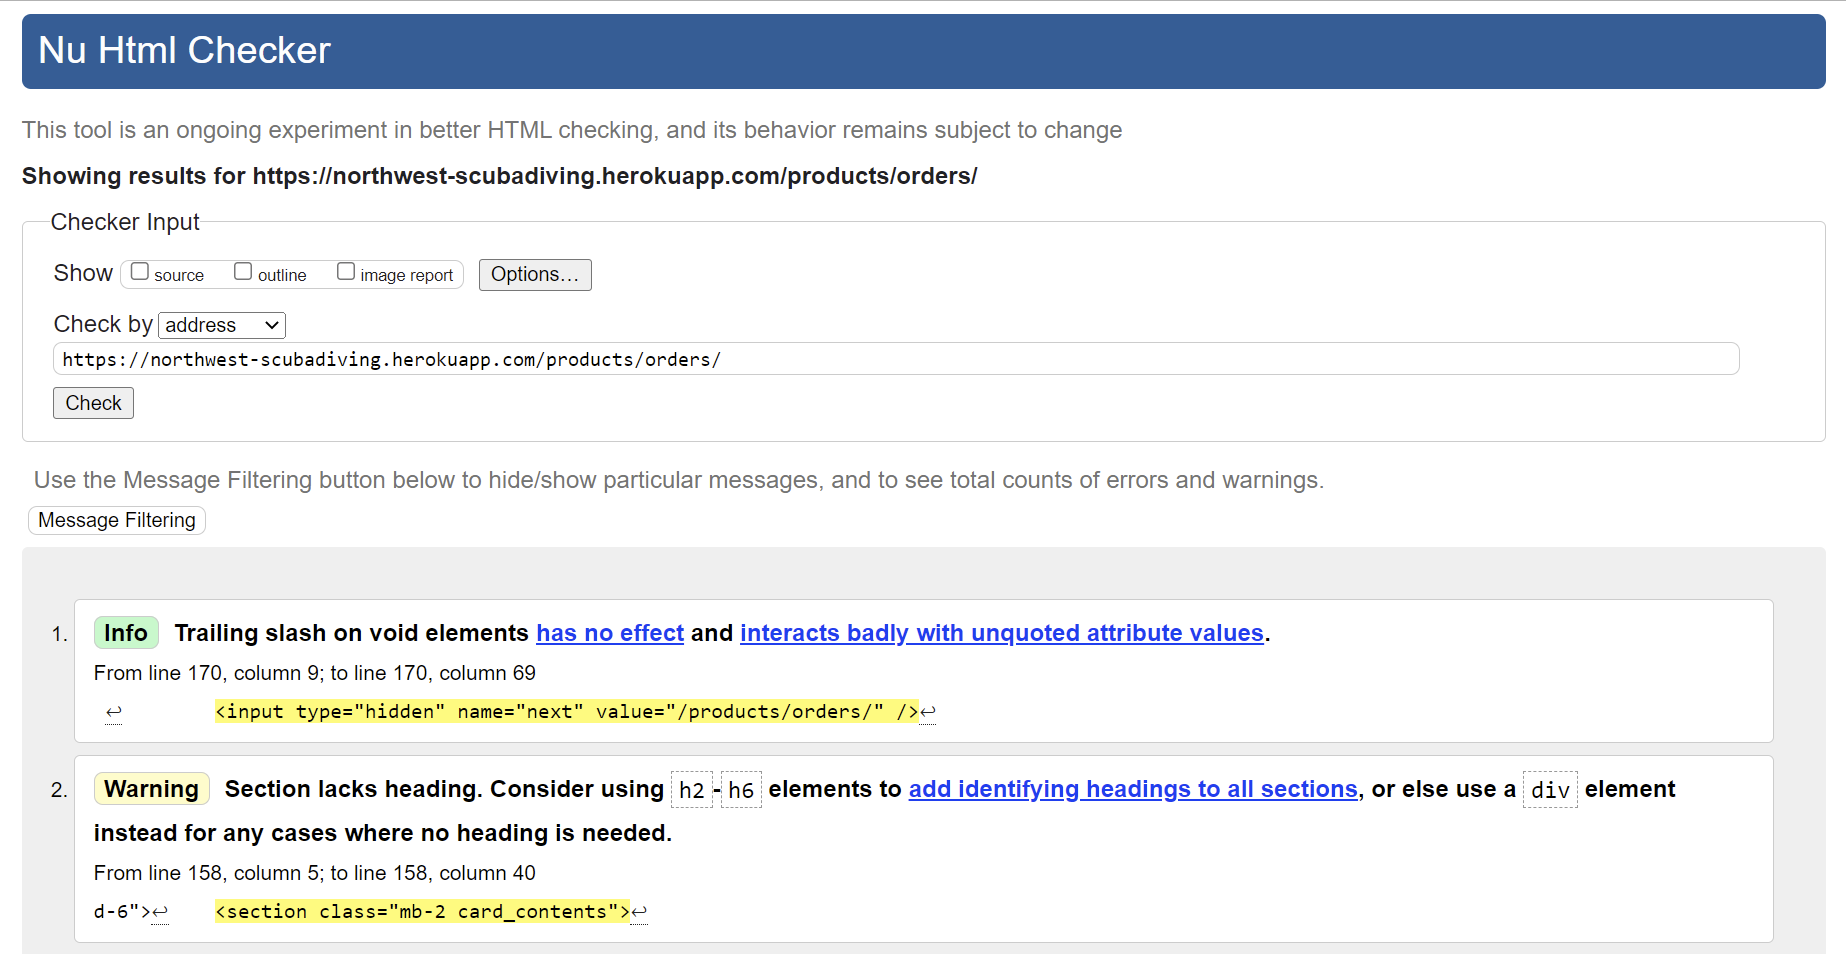 Nu Html Checker
This tool is an ongoing experiment in better HTML checking, and its behavior remains subject to change
Showing results for https://northwest-scubadiving.herokuapp.com/products/orders/
Checker Input
Show source outline image report Options…
Check by address
https://northwest-scubadiving.herokuapp.com/products/orders/
Check
Use the Message Filtering button below to hide/show particular messages, and to see total counts of errors and warnings.
Message Filtering
1. Info Trailing slash on void elements has no effect and interacts badly with unquoted attribute values.
From line 170, column 9; to line 170, column 69
↩ <input type="hidden" name="next" value="/products/orders/" />↩
2. Warning Section lacks heading. Consider using h2-h6 elements to add identifying headings to all sections, or else use a div element
instead for any cases where no heading is needed.
From line 158, column 5; to line 158, column 40
d-6">↩ <section class="mb-2 card_contents">↩